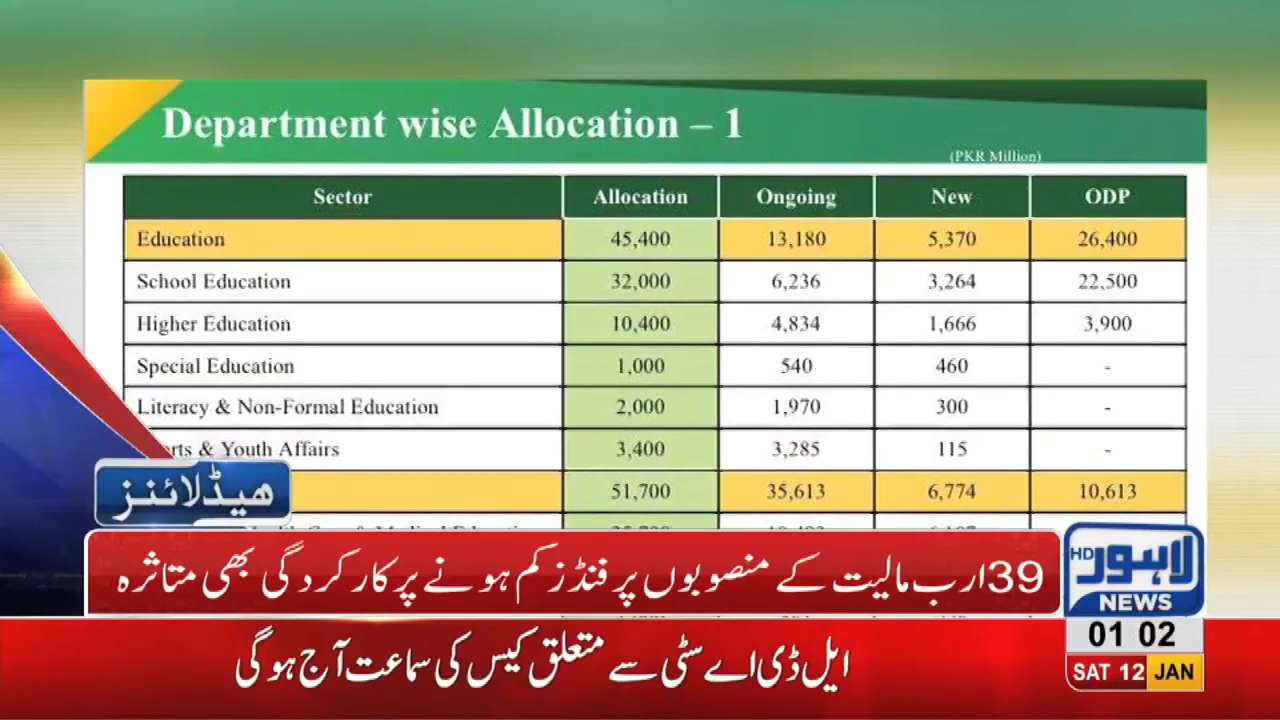 Department wise Allocation – 1
(PKR Million)
Sector Allocation Ongoing New ODP
Education 45,400 13,180 5,370 26,400
School Education 32,000 6,236 3,264 22,500
Higher Education 10,400 4,834 1,666 3,900
Special Education 1,000 540 460 -
Literacy & Non-Formal Education 2,000 1,970 300 -
& Youth Affairs 3,400 3,285 115 -
51,700 35,613 6,774 10,613
ھیڈلائنز
39ارب مالیت کے منصوبوں پر فنڈز کم ہونے پر کارکردگی بھی متاثرہ
ایل ڈی اے سٹی سے متعلق کیس کی سماعت آج ہوگی
HD لاہور
NEWS
01 02
SAT 12 JAN